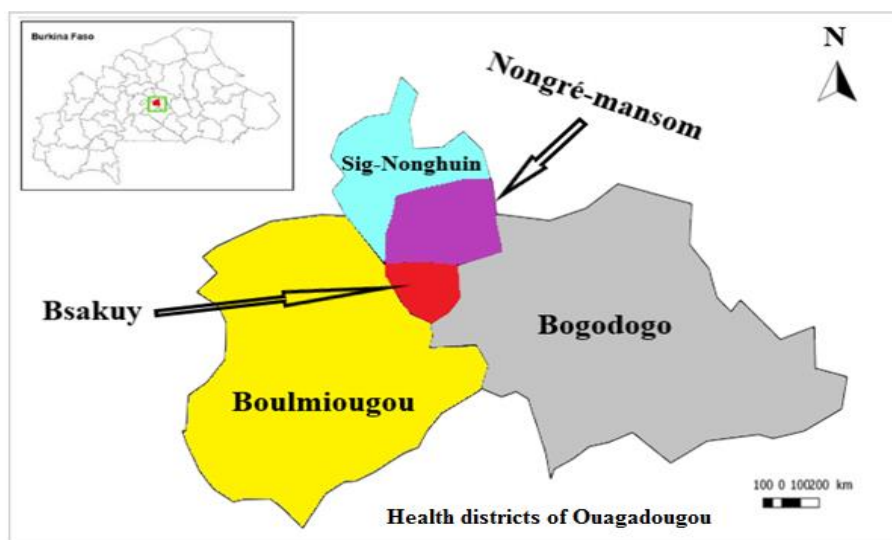 Burkina Faso
N
Nongré-mansom
Sig-Nonghuin
Bsakuy
Bogodogo
Boulmiougou
100 0 100200 km
Health districts of Ouagadougou